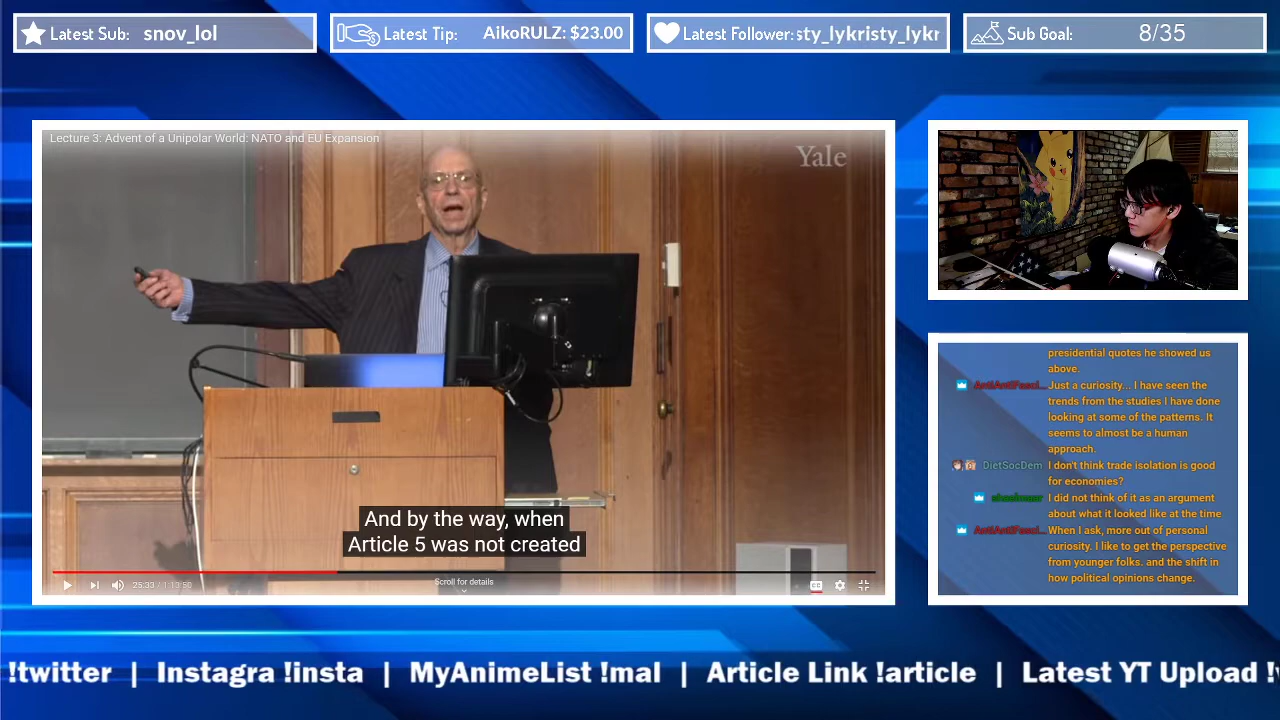 Latest Sub: snov_lol
Latest Tip: AikoRULZ: $23.00
Latest Follower: sty_lykristy_lykr
Sub Goal: 8/35
Lecture 3: Advent of a Unipolar World: NATO and EU Expansion
Yale
And by the way, when
Article 5 was not created
25:33 / 1:13:50
Scroll for details
CC
presidential quotes he showed us
above.
Just a curiosity... I have seen the
trends from the studies I have done
looking at some of the patterns. It
seems to almost be a human
approach.
DietSocDem I don't think trade isolation is good
for economies?
I did not think of it as an argument
about what it looked like at the time
When I ask, more out of personal
curiosity. I like to get the perspective
from younger folks. and the shift in
how political opinions change.
!twitter | Instagra !insta | MyAnimeList !mal | Article Link !article | Latest YT Upload !